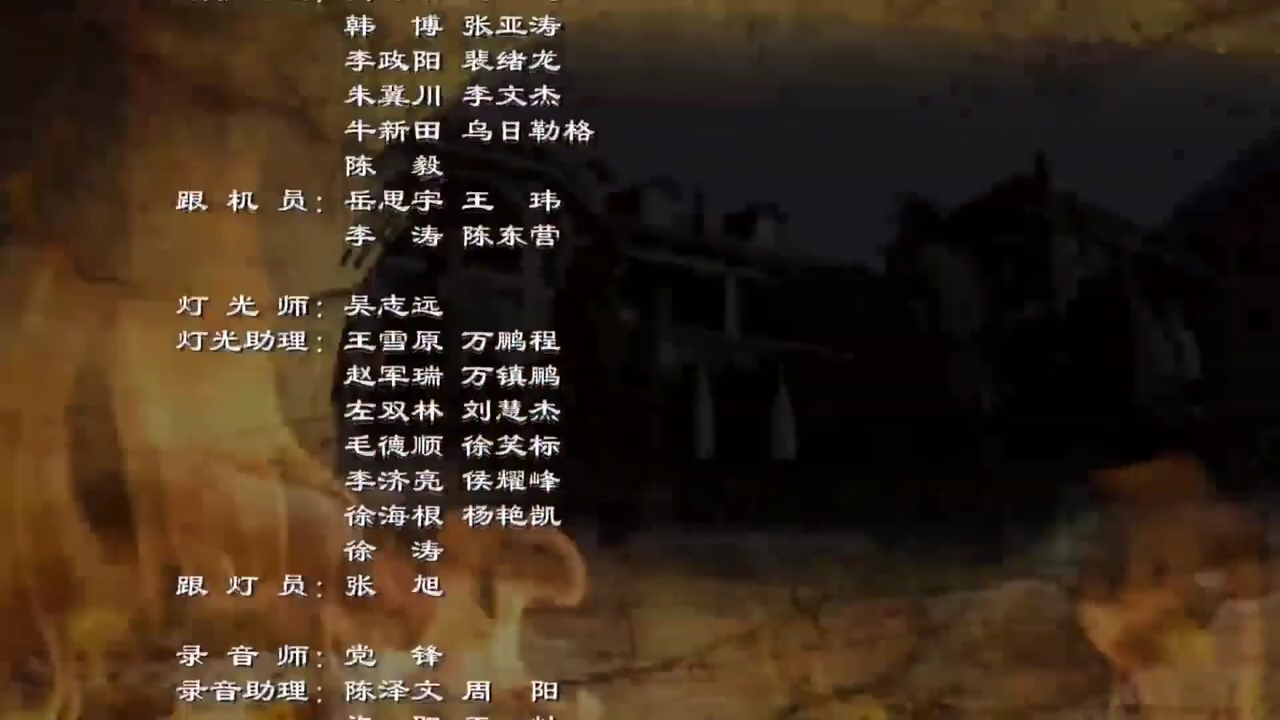 韩　博 张亚涛
李政阳 裴绪龙
朱冀川 李文杰
牛新田 乌日勒格
陈　毅
跟 机 员：岳思宇 王　玮
李　涛 陈东营
灯 光 师：吴志远
灯光助理：王雪原 万鹏程
赵军瑞 万镇鹏
左双林 刘慧杰
毛德顺 徐笑标
李济亮 侯耀峰
徐海根 杨艳凯
徐　涛
跟 灯 员：张　旭
录 音 师：党　锋
录音助理：陈泽文 周　阳